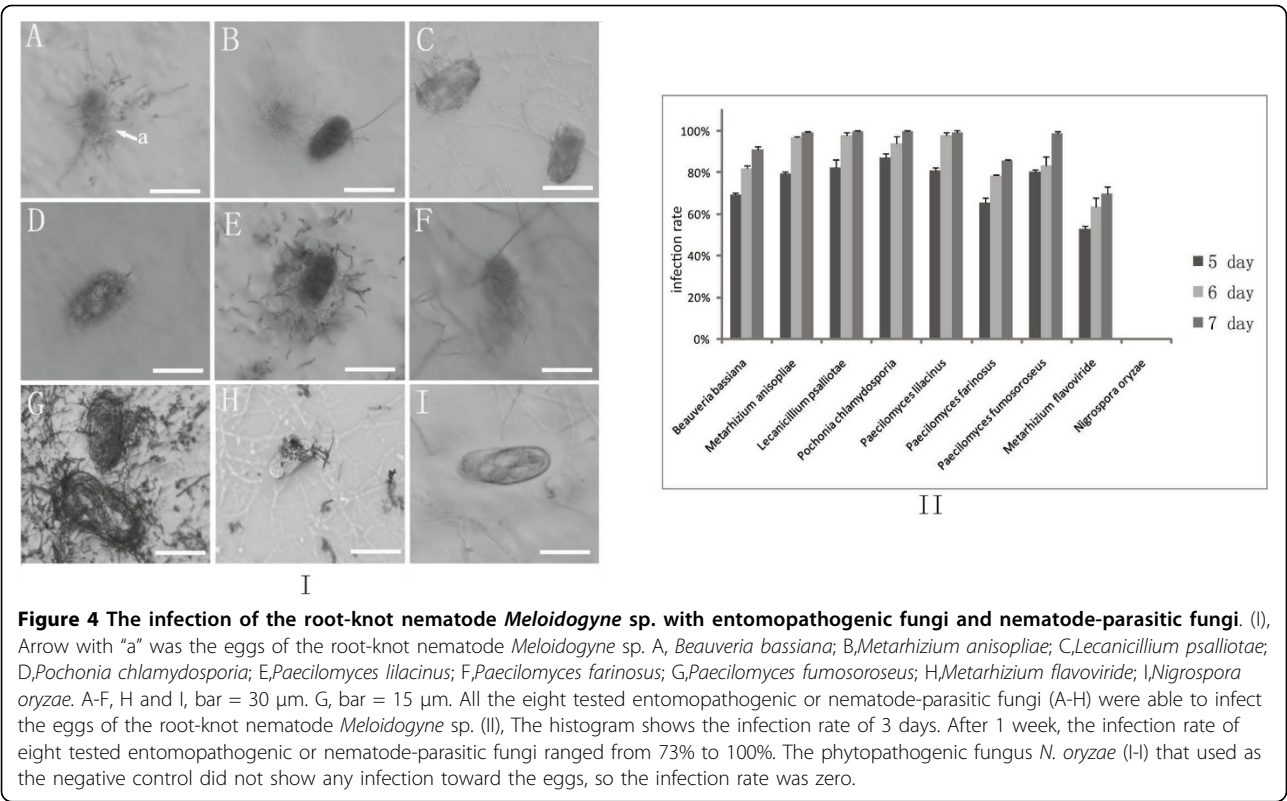 A
B
C
a
D
E
F
G
H
I
I
100%
80%
60%
40%
20%
0%
infection rate
Beauveria bassiana
Metarhizium anisopliae
Lecanicillium psalliotae
Pochonia chlamydosporia
Paecilomyces lilacinus
Paecilomyces farinosus
Paecilomyces fumosoroseus
Metarhizium flavoviride
Nigrospora oryzae
5 day
6 day
7 day
II
Figure 4 The infection of the root-knot nematode Meloidogyne sp. with entomopathogenic fungi and nematode-parasitic fungi. (I),
Arrow with “a” was the eggs of the root-knot nematode Meloidogyne sp. A, Beauveria bassiana; B,Metarhizium anisopliae; C,Lecanicillium psalliotae;
D,Pochonia chlamydosporia; E,Paecilomyces lilacinus; F,Paecilomyces farinosus; G,Paecilomyces fumosoroseus; H,Metarhizium flavoviride; I,Nigrospora
oryzae. A-F, H and I, bar = 30 μm. G, bar = 15 μm. All the eight tested entomopathogenic or nematode-parasitic fungi (A-H) were able to infect
the eggs of the root-knot nematode Meloidogyne sp. (II), The histogram shows the infection rate of 3 days. After 1 week, the infection rate of
eight tested entomopathogenic or nematode-parasitic fungi ranged from 73% to 100%. The phytopathogenic fungus N. oryzae (I-I) that used as
the negative control did not show any infection toward the eggs, so the infection rate was zero.